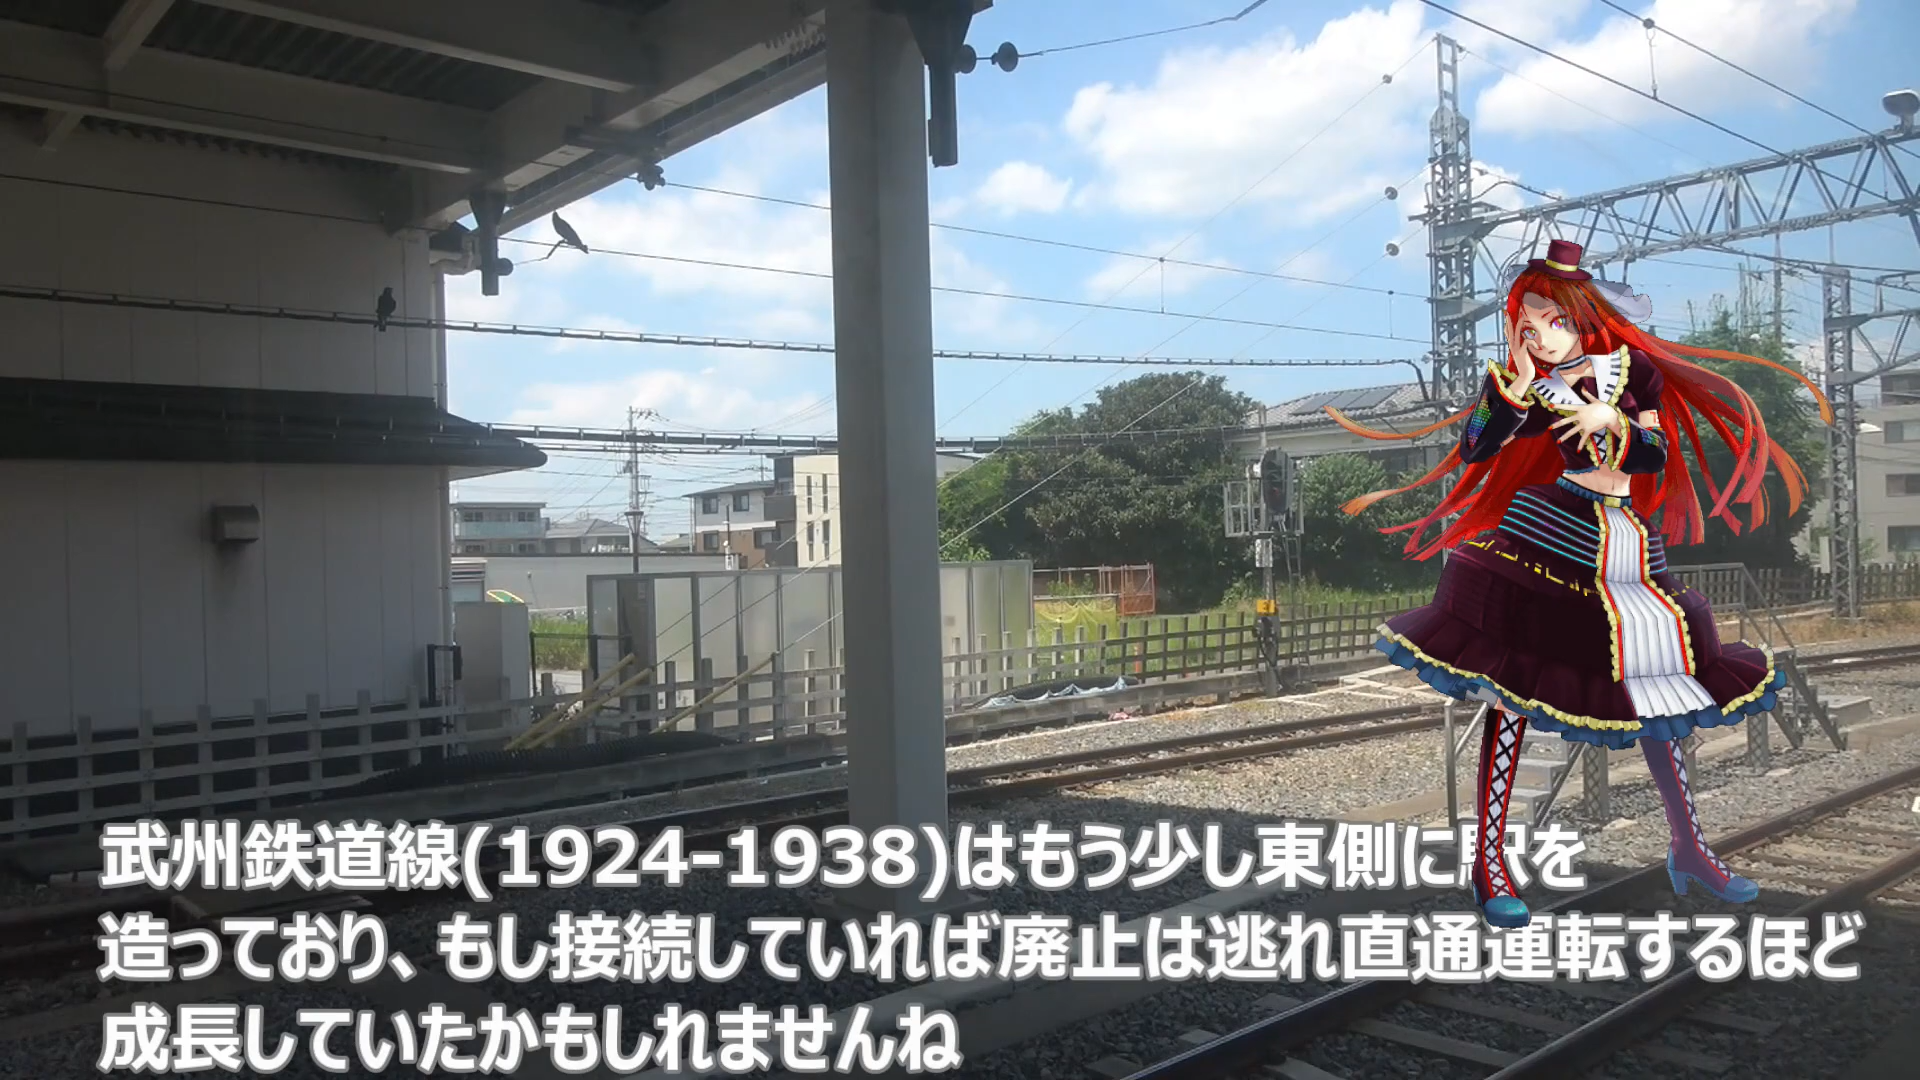 武州鉄道線(1924-1938)はもう少し東側に駅を
造っており、もし接続していれば廃止は逃れ直通運転するほど
成長していたかもしれませんね